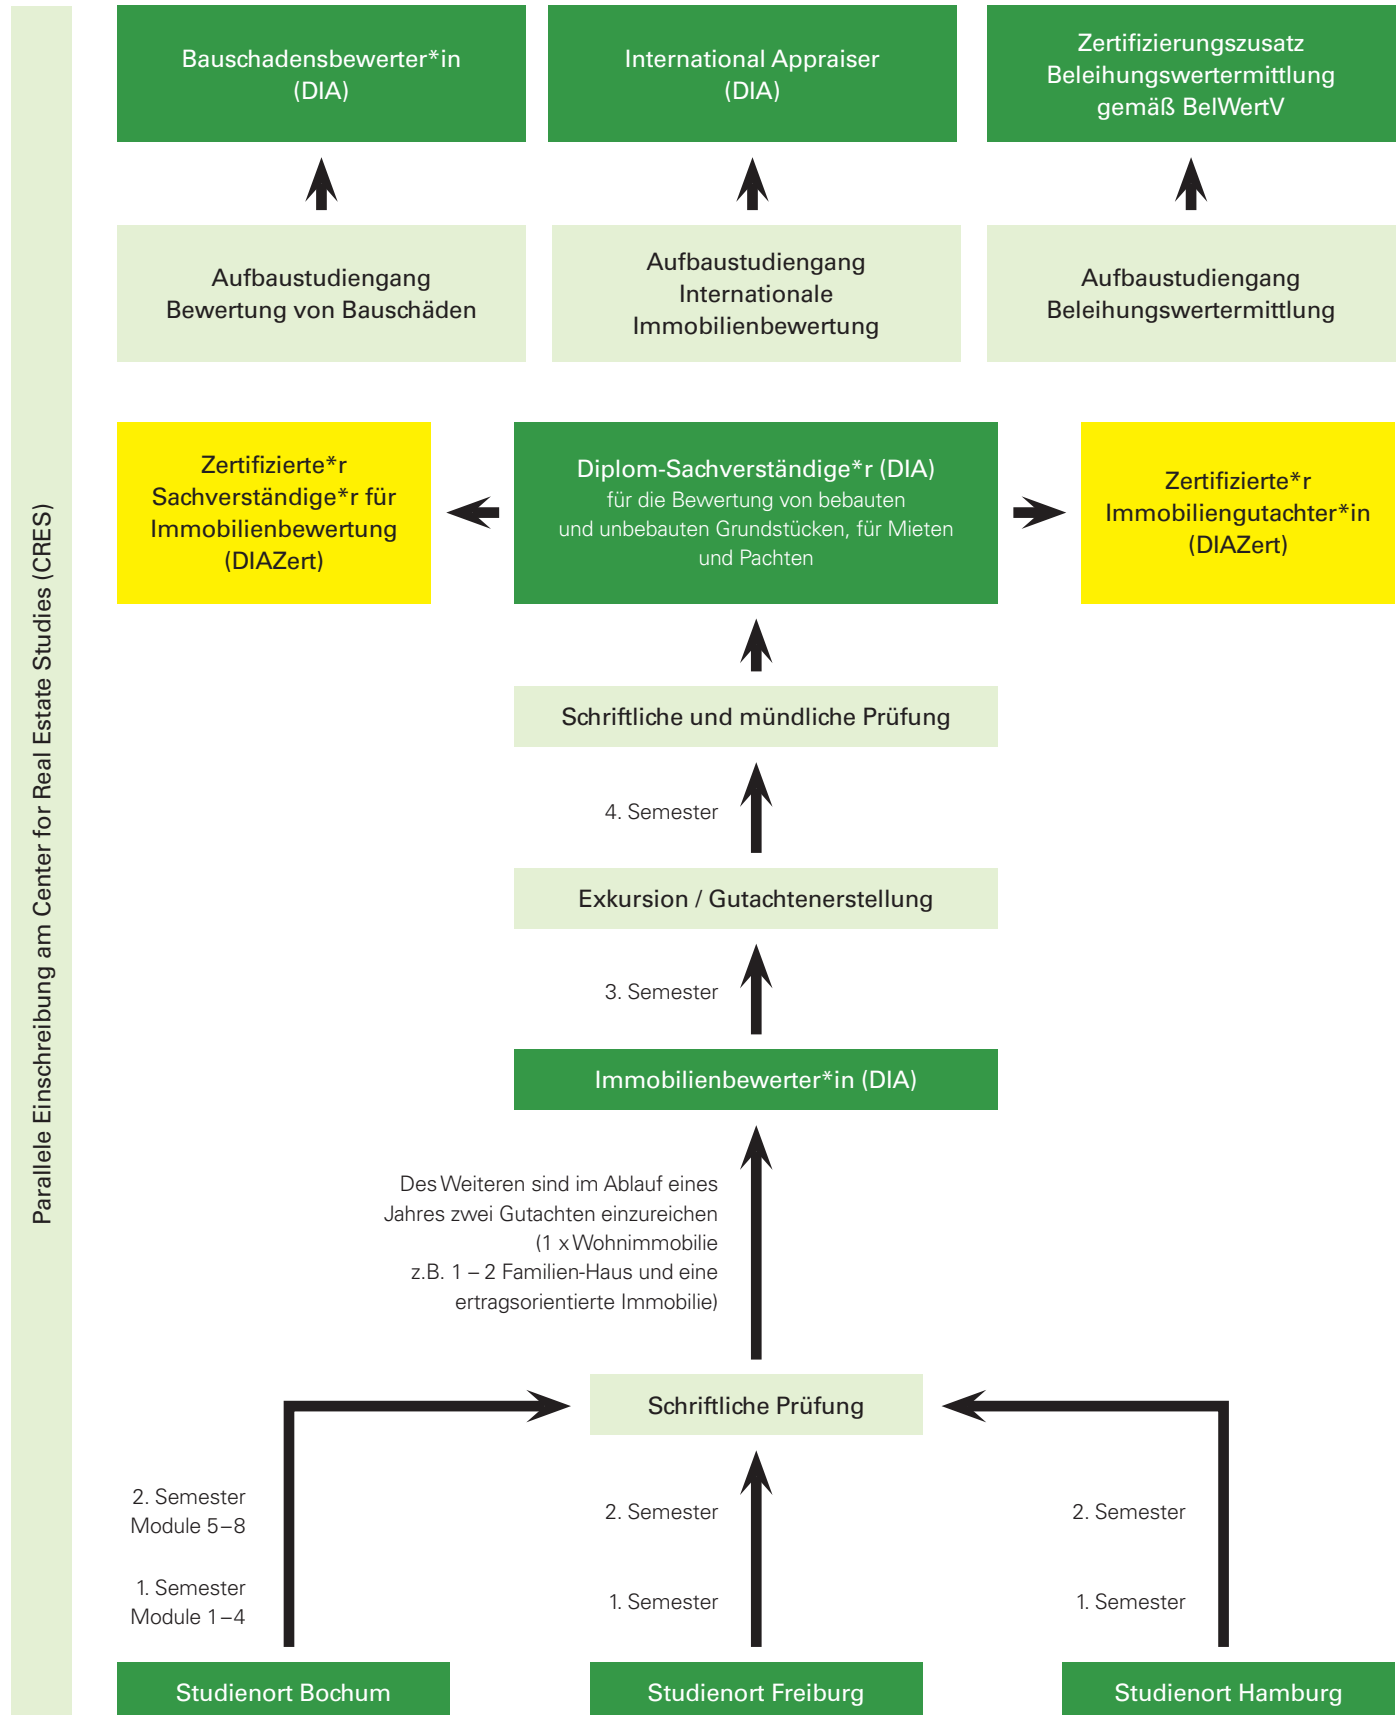 Bauschadensbewerter*in
(DIA)
International Appraiser
(DIA)
Zertifizierungszusatz
Beleihungswertermittlung
gemäß BelWertV
Aufbaustudiengang
Bewertung von Bauschäden
Aufbaustudiengang
Internationale
Immobilienbewertung
Aufbaustudiengang
Beleihungswertermittlung
Zertifizierte*r
Sachverständige*r für
Immobilienbewertung
(DIAZert)
Diplom-Sachverständige*r (DIA)
für die Bewertung von bebauten
und unbebauten Grundstücken, für Mieten
und Pachten
Zertifizierte*r
Immobiliengutachter*in
(DIAZert)
Schriftliche und mündliche Prüfung
4. Semester
Exkursion / Gutachtenerstellung
3. Semester
Immobilienbewerter*in (DIA)
Des Weiteren sind im Ablauf eines
Jahres zwei Gutachten einzureichen
(1 x Wohnimmobilie
z.B. 1 – 2 Familien-Haus und eine
ertragsorientierte Immobilie)
Schriftliche Prüfung
2. Semester
Module 5–8
1. Semester
Module 1–4
2. Semester
1. Semester
2. Semester
1. Semester
Studienort Bochum
Studienort Freiburg
Studienort Hamburg
Parallele Einschreibung am Center for Real Estate Studies (CRES)